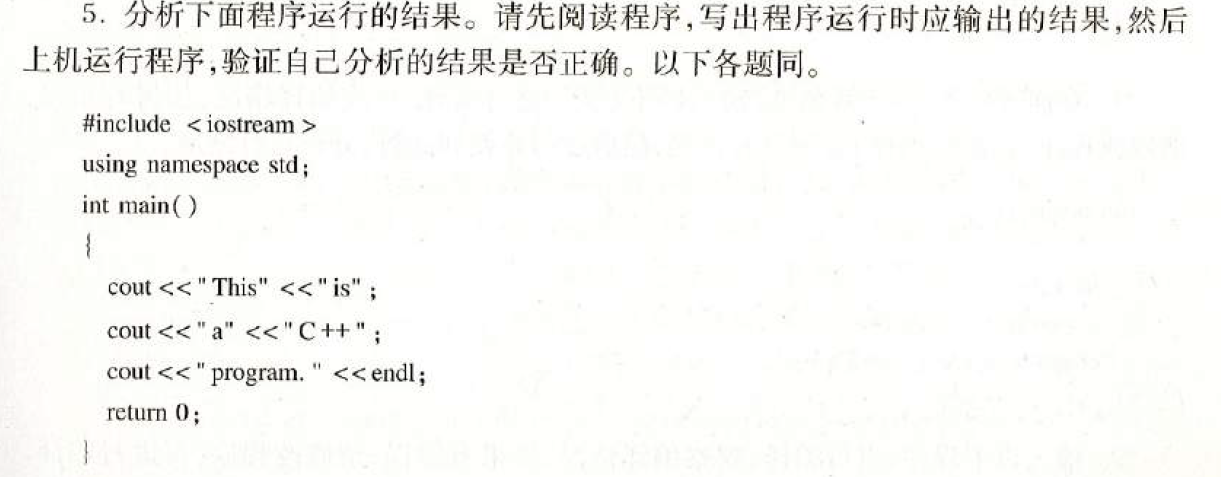 5. 分析下面程序运行的结果。请先阅读程序,写出程序运行时应输出的结果,然后
上机运行程序,验证自己分析的结果是否正确。以下各题同。
#include <iostream>
using namespace std;
int main( )
{
cout <<"This" <<"is" ;
cout <<"a" <<"C ++" ;
cout <<"program. " <<endl;
return 0;
}